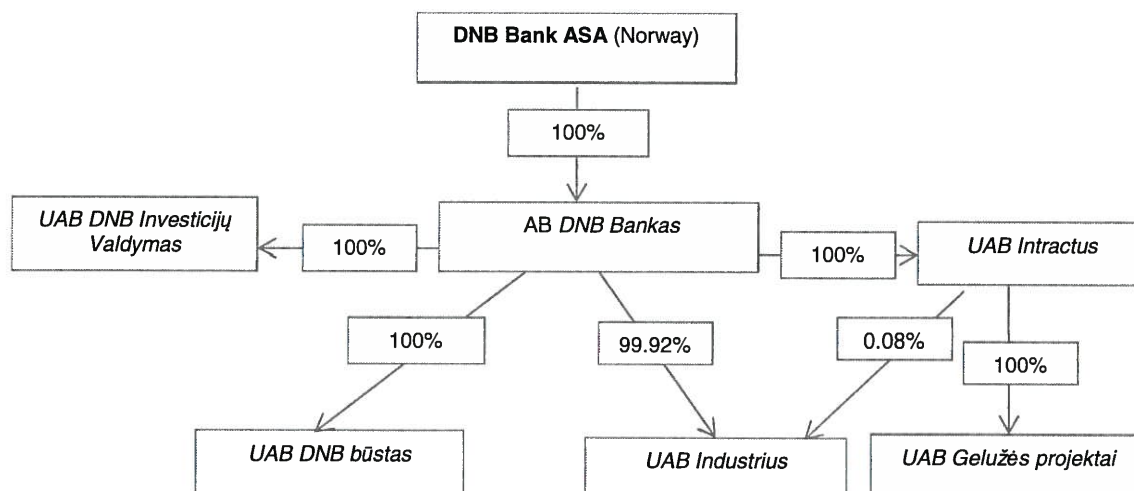 DNB Bank ASA (Norway)
100%
UAB DNB Investicijų
Valdymas
100%
AB DNB Bankas
100%
UAB Intractus
100%
99.92%
0.08%
100%
UAB DNB būstas
UAB Industrius
UAB Gelužės projektai